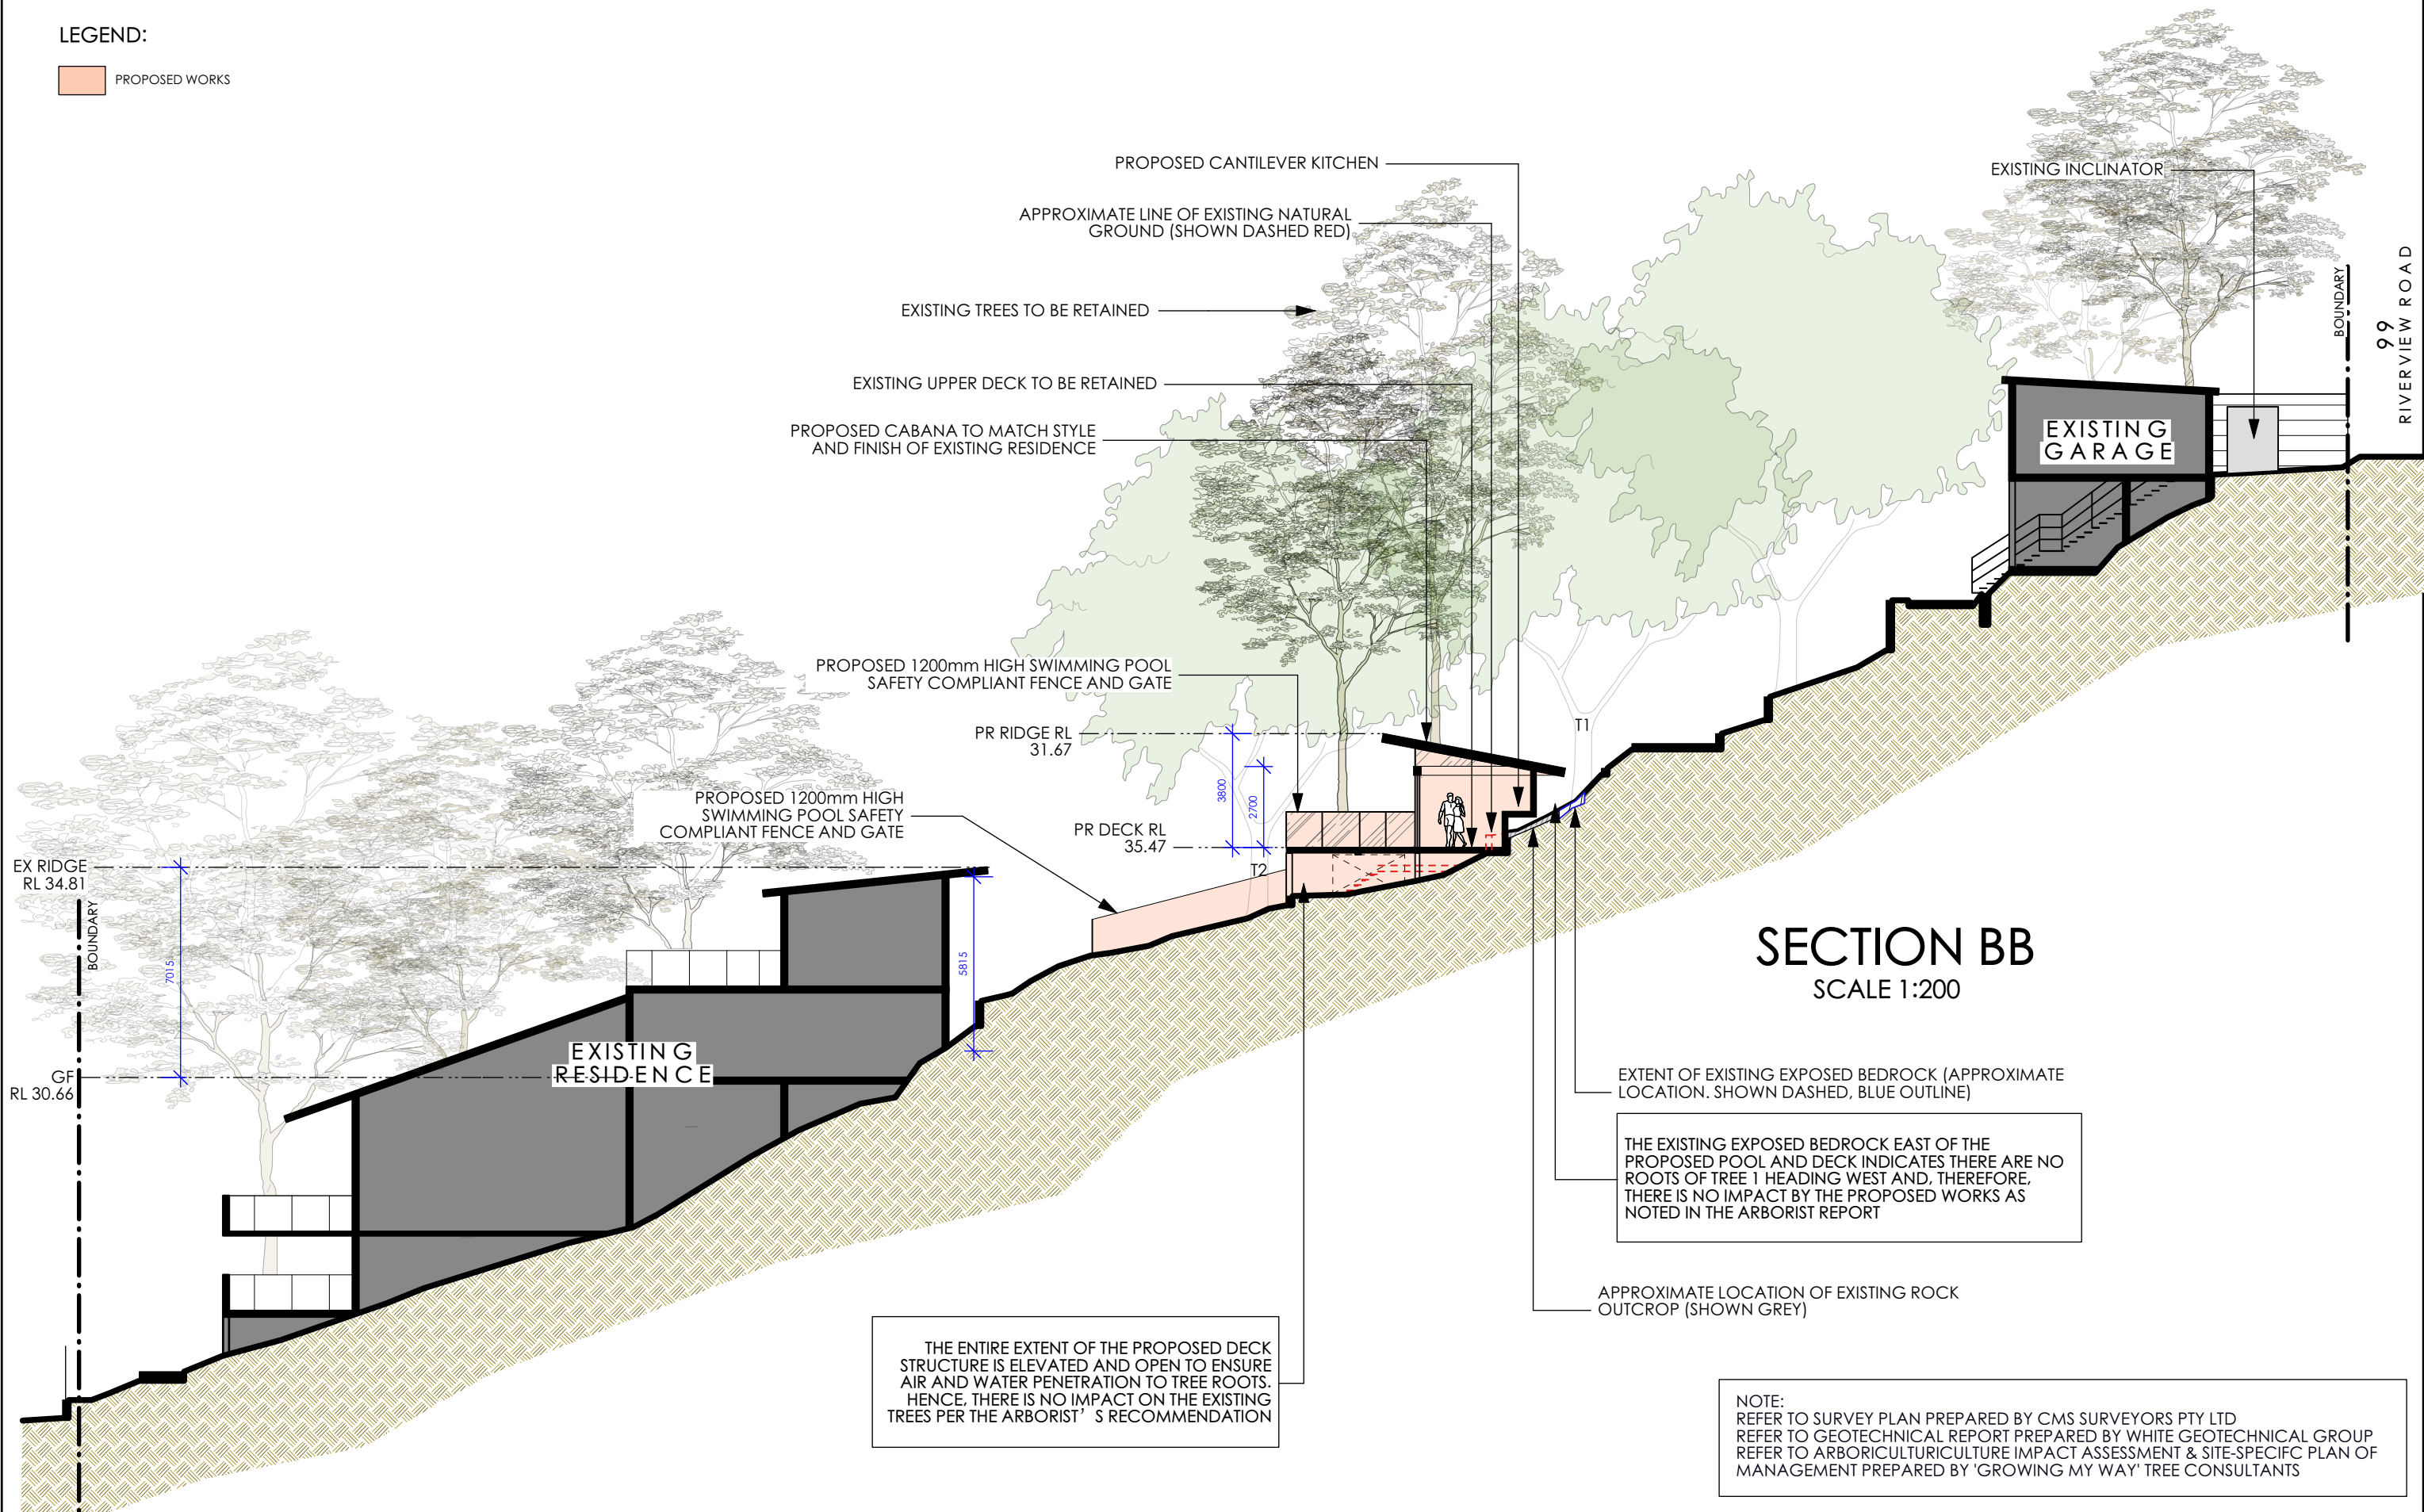 LEGEND:
PROPOSED WORKS
PROPOSED CANTILEVER KITCHEN
APPROXIMATE LINE OF EXISTING NATURAL
GROUND (SHOWN DASHED RED)
EXISTING TREES TO BE RETAINED
EXISTING UPPER DECK TO BE RETAINED
PROPOSED CABANA TO MATCH STYLE
AND FINISH OF EXISTING RESIDENCE
EXISTING INCLINATOR
BOUNDARY
99
RIVERVIEW ROAD
EXISTING
GARAGE
PROPOSED 1200mm HIGH SWIMMING POOL
SAFETY COMPLIANT FENCE AND GATE
PR RIDGE RL
31.67
T1
3800
2700
PROPOSED 1200mm HIGH
SWIMMING POOL SAFETY
COMPLIANT FENCE AND GATE
PR DECK RL
35.47
T2
EX RIDGE
RL 34.81
BOUNDARY
7015
5815
GF
RL 30.66
EXISTING
RESIDENCE
SECTION BB
SCALE 1:200
EXTENT OF EXISTING EXPOSED BEDROCK (APPROXIMATE
LOCATION. SHOWN DASHED, BLUE OUTLINE)
THE EXISTING EXPOSED BEDROCK EAST OF THE
PROPOSED POOL AND DECK INDICATES THERE ARE NO
ROOTS OF TREE 1 HEADING WEST AND, THEREFORE,
THERE IS NO IMPACT BY THE PROPOSED WORKS AS
NOTED IN THE ARBORIST REPORT
APPROXIMATE LOCATION OF EXISTING ROCK
OUTCROP (SHOWN GREY)
THE ENTIRE EXTENT OF THE PROPOSED DECK
STRUCTURE IS ELEVATED AND OPEN TO ENSURE
AIR AND WATER PENETRATION TO TREE ROOTS.
HENCE, THERE IS NO IMPACT ON THE EXISTING
TREES PER THE ARBORIST’ S RECOMMENDATION
NOTE:
REFER TO SURVEY PLAN PREPARED BY CMS SURVEYORS PTY LTD
REFER TO GEOTECHNICAL REPORT PREPARED BY WHITE GEOTECHNICAL GROUP
REFER TO ARBORICULTURICULTURE IMPACT ASSESSMENT & SITE-SPECIFC PLAN OF
MANAGEMENT PREPARED BY 'GROWING MY WAY' TREE CONSULTANTS